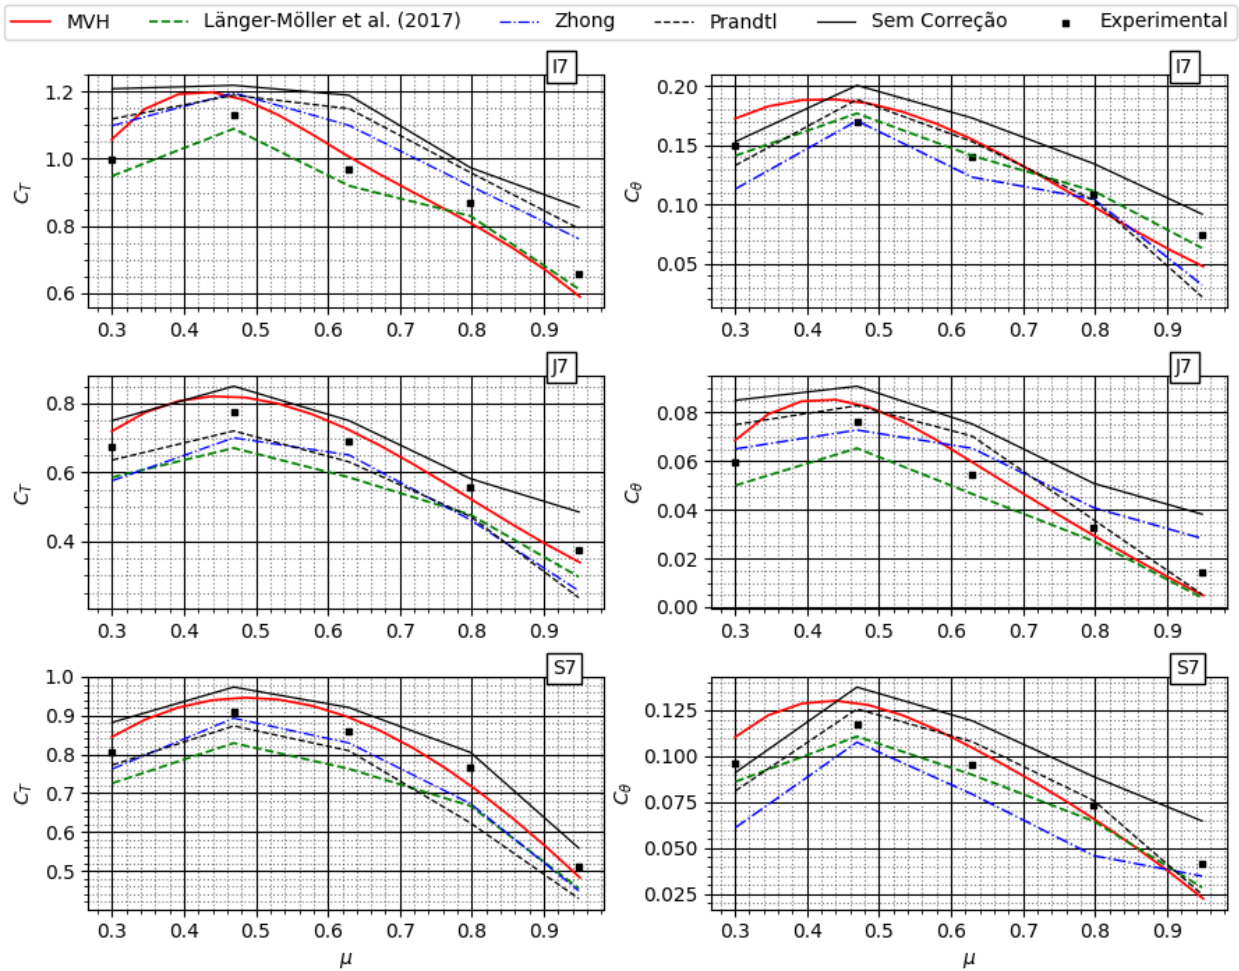 MVH Länger-Möller et al. (2017) Zhong Prandtl Sem Correção Experimental
I7
1.2
1.0
0.8
0.6
C_T
0.3 0.4 0.5 0.6 0.7 0.8 0.9
I7
0.20
0.15
0.10
0.05
C_θ
0.3 0.4 0.5 0.6 0.7 0.8 0.9
J7
0.8
0.6
0.4
C_T
0.3 0.4 0.5 0.6 0.7 0.8 0.9
J7
0.08
0.06
0.04
0.02
0.00
C_θ
0.3 0.4 0.5 0.6 0.7 0.8 0.9
S7
1.0
0.9
0.8
0.7
0.6
0.5
C_T
0.3 0.4 0.5 0.6 0.7 0.8 0.9
μ
S7
0.125
0.100
0.075
0.050
0.025
C_θ
0.3 0.4 0.5 0.6 0.7 0.8 0.9
μ